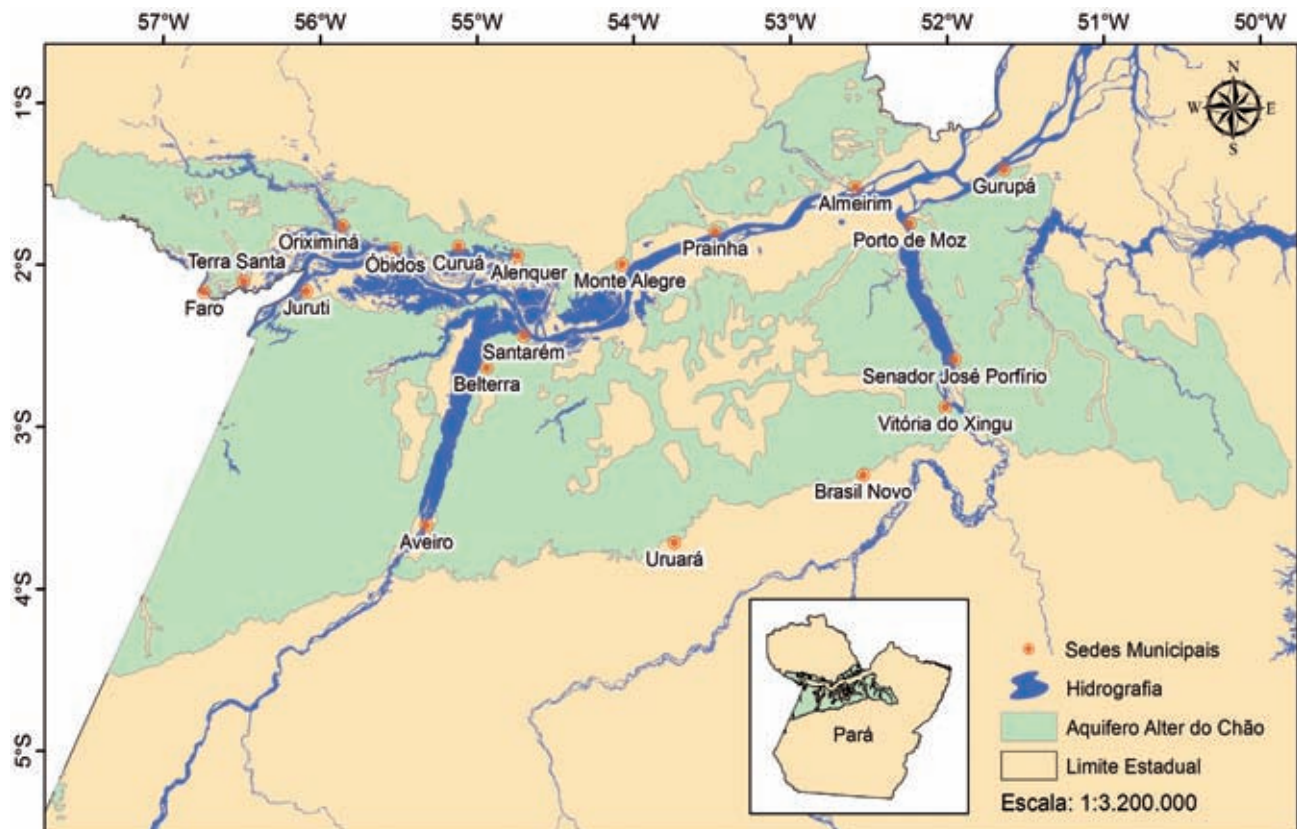 57°W 56°W 55°W 54°W 53°W 52°W 51°W 50°W
N
W E
S
1°S
2°S
3°S
4°S
5°S
Gurupá
Almeirim
Oriximiná
Prainha
Porto de Moz
Óbidos
Curuá
Terra Santa
Alenquer
Monte Alegre
Faro
Juruti
Santarém
Belterra
Senador José Porfírio
Vitória do Xingu
Brasil Novo
Aveiro
Uruará
Pará
Sedes Municipais
Hidrografia
Aquifero Alter do Chão
Limite Estadual
Escala: 1:3.200.000